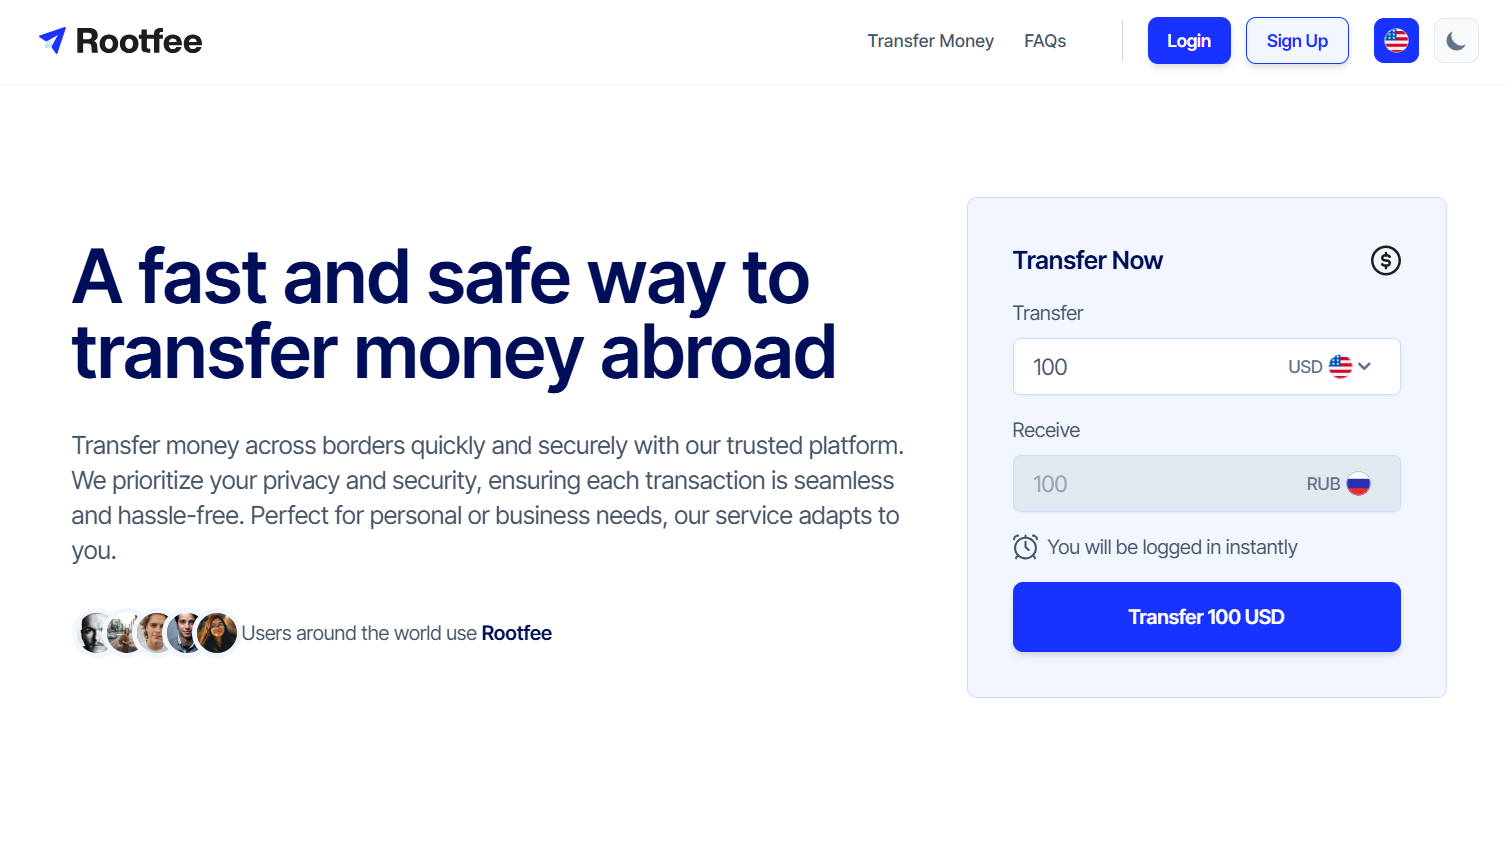 Rootfee
Transfer Money
FAQs
Login
Sign Up
A fast and safe way to
transfer money abroad
Transfer money across borders quickly and securely with our trusted platform.
We prioritize your privacy and security, ensuring each transaction is seamless
and hassle-free. Perfect for personal or business needs, our service adapts to
you.
Users around the world use Rootfee
Transfer Now
$
Transfer
100 USD
Receive
100 RUB
You will be logged in instantly
Transfer 100 USD